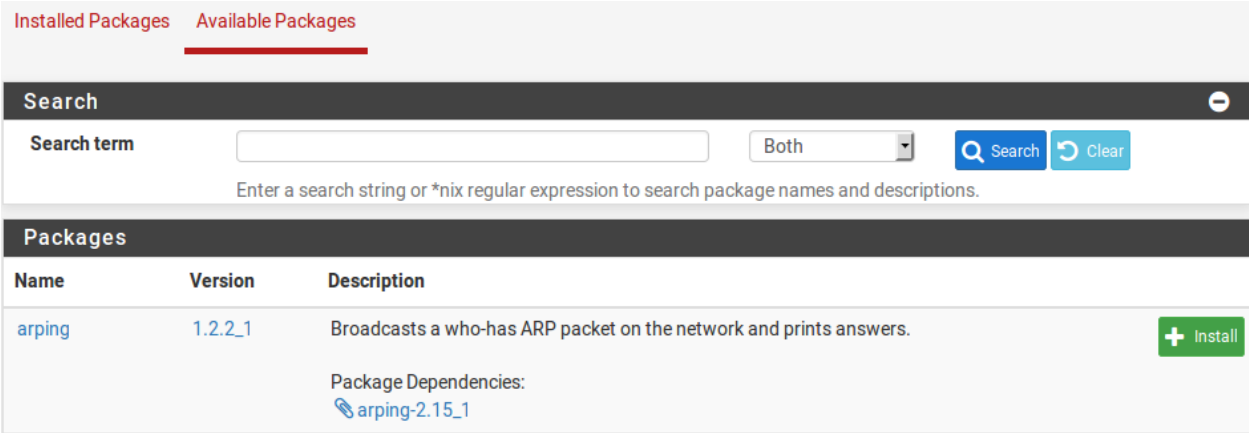 Installed Packages Available Packages
Search
Search term Both Search Clear
Enter a search string or *nix regular expression to search package names and descriptions.
Packages
Name Version Description
arping 1.2.2_1 Broadcasts a who-has ARP packet on the network and prints answers. Install
Package Dependencies:
arping-2.15_1